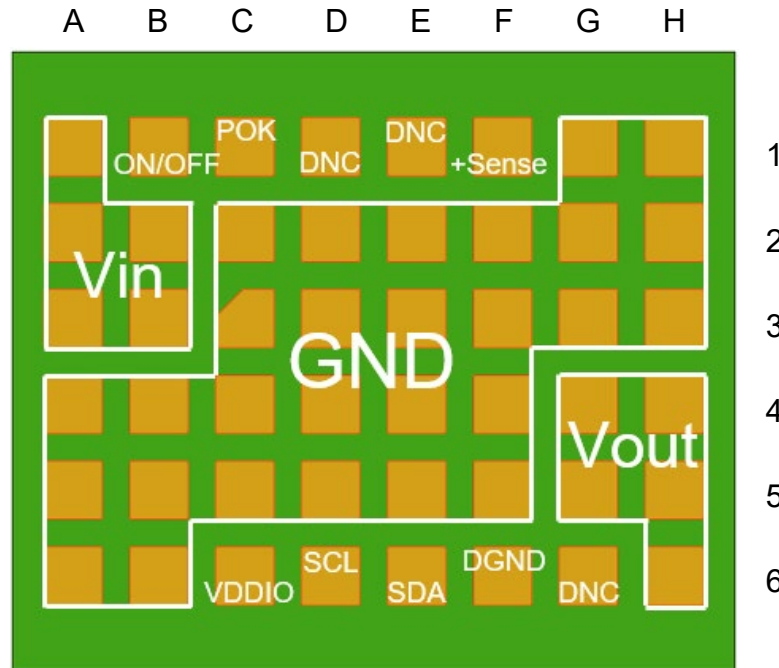 A B C D E F G H
POK DNC
ON/OFF DNC +Sense
1
2
Vin
3
GND
4
Vout
5
SCL DGND
VDDIO SDA DNC
6